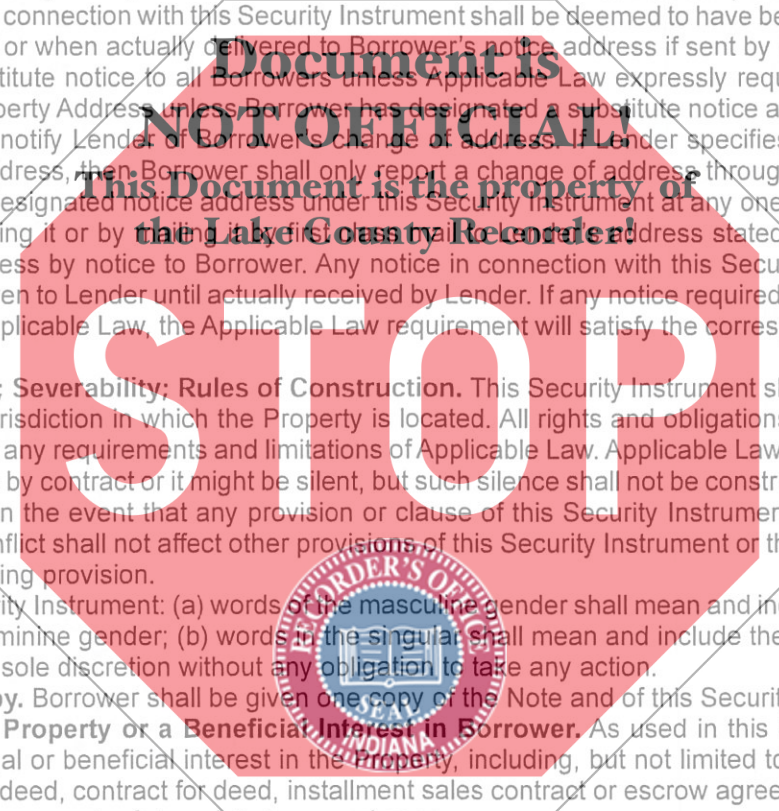 connection with this Security Instrument shall be deemed to have be
Document is
or when actually delivered to Borrower's notice address if sent by
titute notice to all Borrowers unless Applicable Law expressly requ
NOT OFFICIAL!
perty Address unless Borrower has designated a substitute notice a
notify Lender of Borrower's change of address. If Lender specifies
This Document is the property of
dress, then Borrower shall only report a change of address throug
esignated notice address under this Security Instrument at any one
the Lake County Recorder!
ing it or by mailing it by first class mail to Lender's address stated
ess by notice to Borrower. Any notice in connection with this Secu
en to Lender until actually received by Lender. If any notice required
plicable Law, the Applicable Law requirement will satisfy the corres
STOP
; Severability; Rules of Construction. This Security Instrument s
risdiction in which the Property is located. All rights and obligation
any requirements and limitations of Applicable Law. Applicable Law
by contract or it might be silent, but such silence shall not be constr
n the event that any provision or clause of this Security Instrumen
nflict shall not affect other provisions of this Security Instrument or th
ing provision.
RECORDER'S OFFICE
SEAL
INDIANA
ity Instrument: (a) words of the masculine gender shall mean and in
minine gender; (b) words in the singular shall mean and include the
sole discretion without any obligation to take any action.
py. Borrower shall be given one copy of the Note and of this Securi
Property or a Beneficial Interest in Borrower. As used in this
al or beneficial interest in the Property, including, but not limited to
deed, contract for deed, installment sales contract or escrow agree